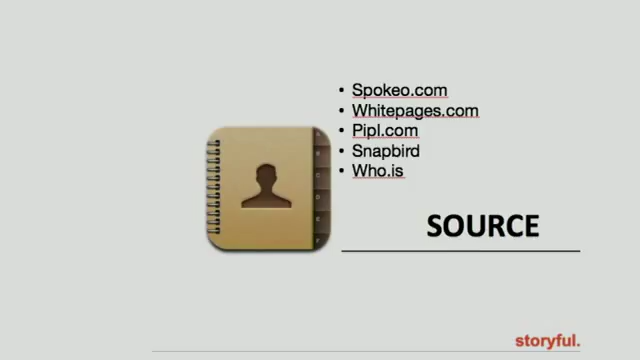 • Spokeo.com
• Whitepages.com
• Pipl.com
• Snapbird
• Who.is
A
B
C
D
E
F
SOURCE
storyful.